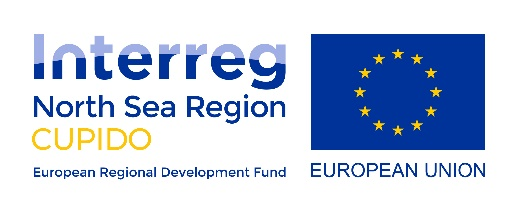 Interreg
North Sea Region
CUPIDO
European Regional Development Fund
EUROPEAN UNION